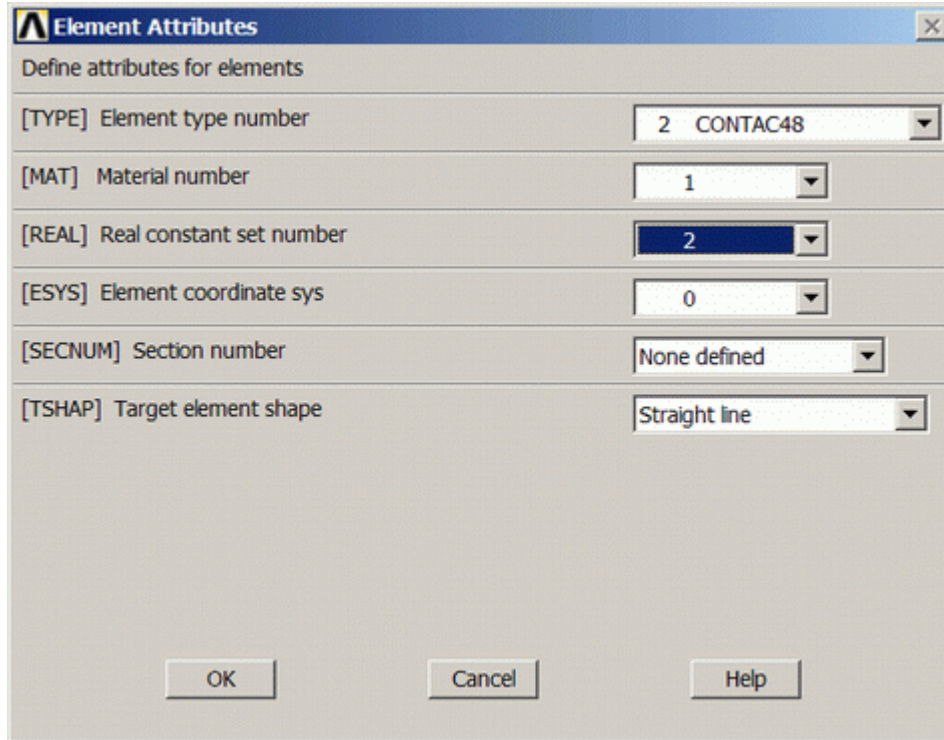 Element Attributes
Define attributes for elements
[TYPE] Element type number 2 CONTAC48
[MAT] Material number 1
[REAL] Real constant set number 2
[ESYS] Element coordinate sys 0
[SECNUM] Section number None defined
[TSHAP] Target element shape Straight line
OK Cancel Help